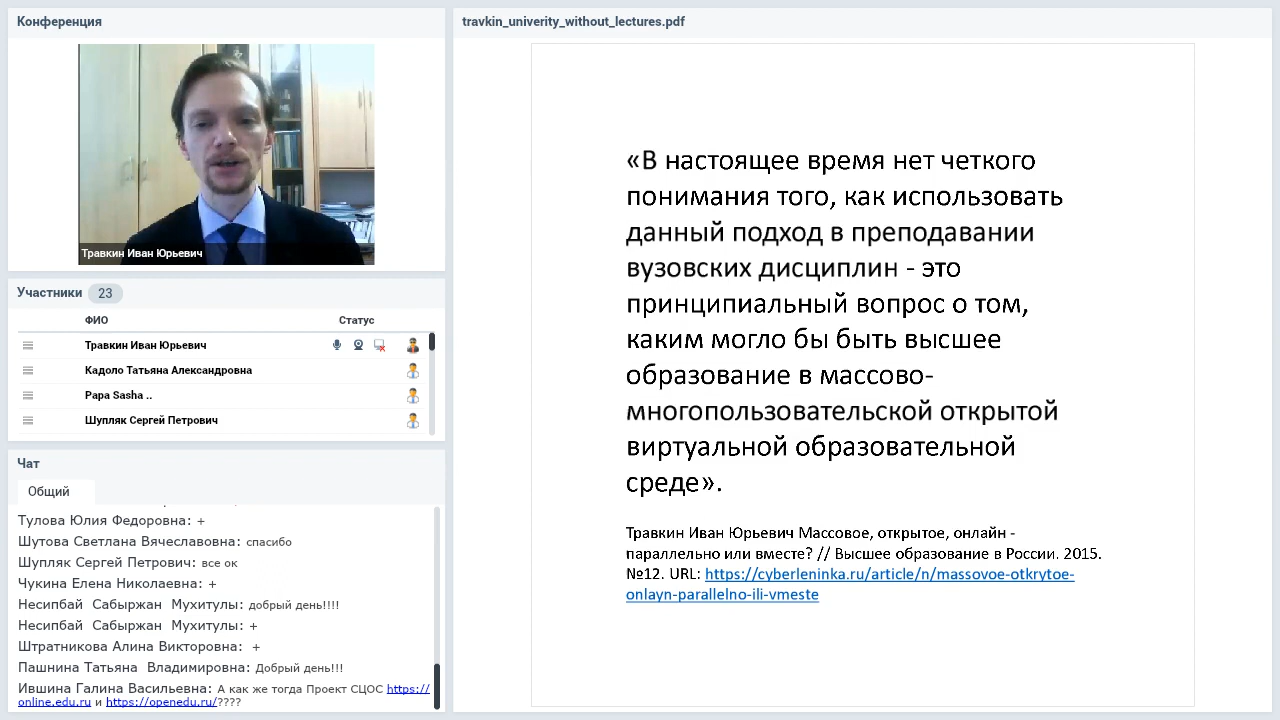 Конференция
Травкин Иван Юрьевич
Участники 23
ФИО Статус
Травкин Иван Юрьевич
Кадоло Татьяна Александровна
Papa Sasha ..
Шупляк Сергей Петрович
Чат
Общий
Тулова Юлия Федоровна: +
Шутова Светлана Вячеславовна: спасибо
Шупляк Сергей Петрович: все ок
Чукина Елена Николаевна: +
Несипбай Сабыржан Мухитулы: добрый день!!!!
Несипбай Сабыржан Мухитулы: +
Штратникова Алина Викторовна: +
Пашнина Татьяна Владимировна: Добрый день!!!
Ившина Галина Васильевна: А как же тогда Проект СЦОС https://
online.edu.ru и https://openedu.ru/????
travkin_univerity_without_lectures.pdf
«В настоящее время нет четкого
понимания того, как использовать
данный подход в преподавании
вузовских дисциплин - это
принципиальный вопрос о том,
каким могло бы быть высшее
образование в массово-
многопользовательской открытой
виртуальной образовательной
среде».
Травкин Иван Юрьевич Массовое, открытое, онлайн -
параллельно или вместе? // Высшее образование в России. 2015.
№12. URL: https://cyberleninka.ru/article/n/massovoe-otkrytoe-
onlayn-parallelno-ili-vmeste